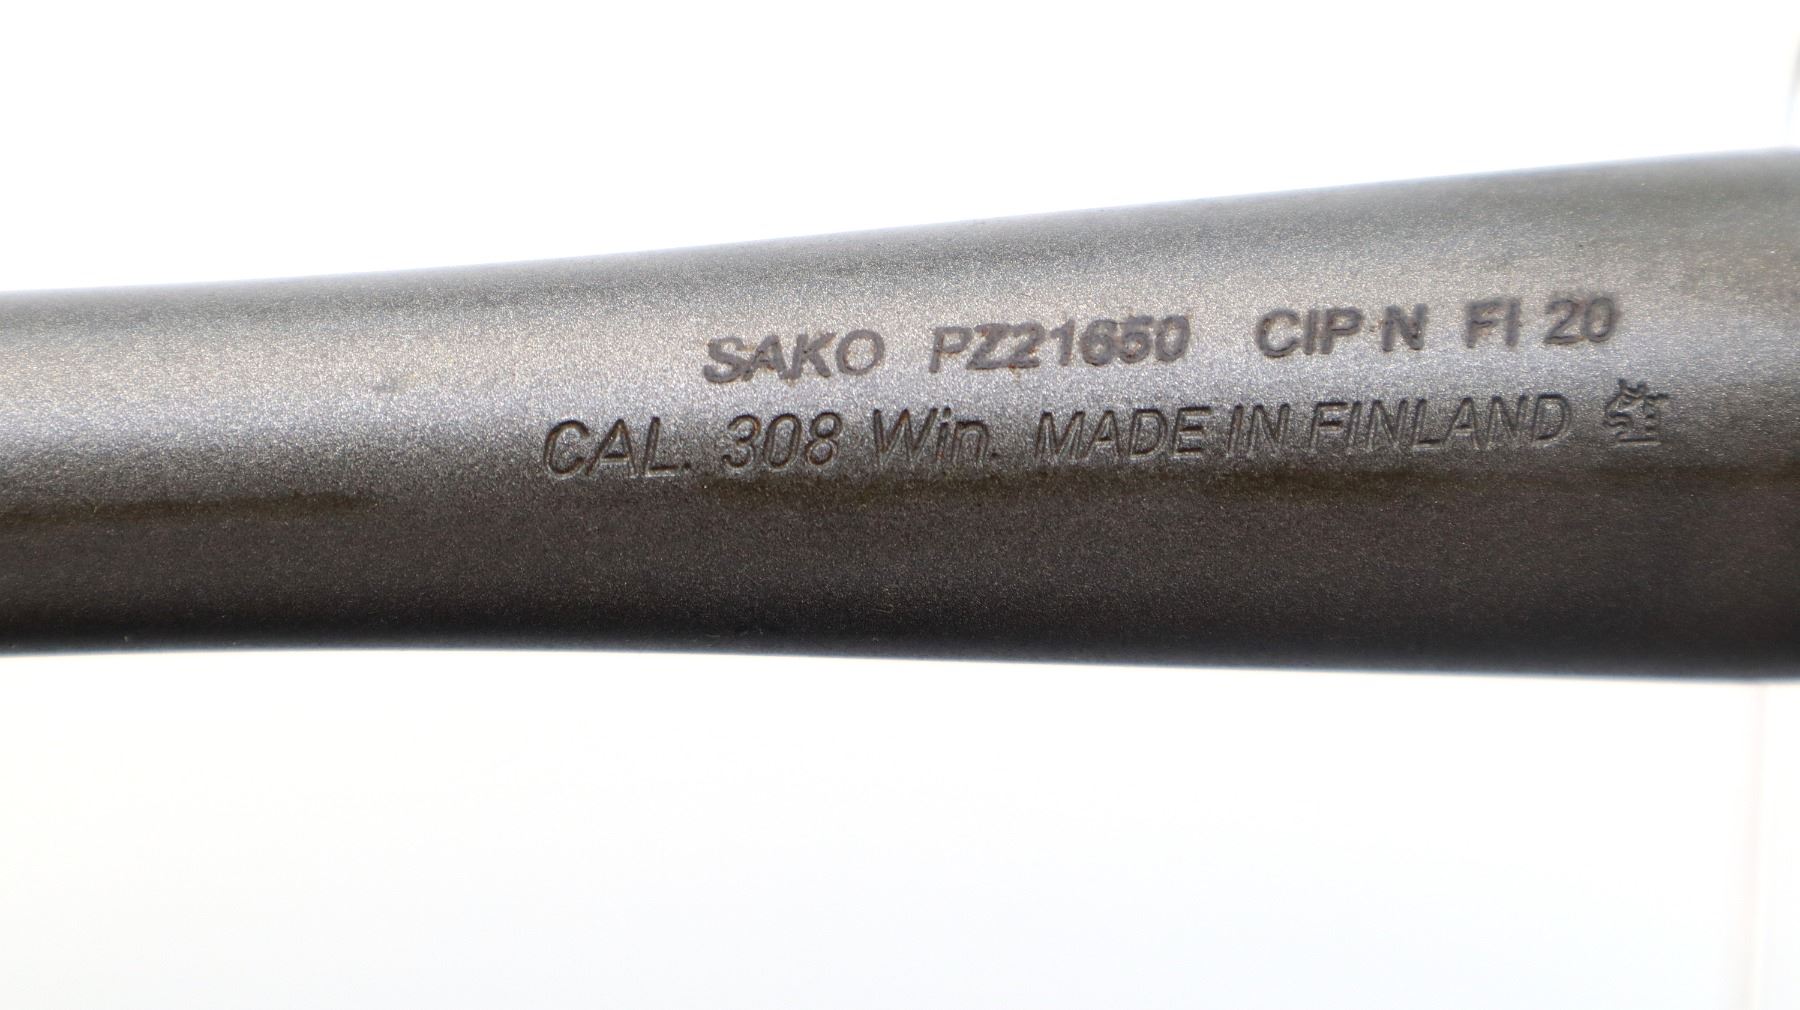 SAKO PZ21650 CIP·N FI 20
CAL. 308 Win. MADE IN FINLAND